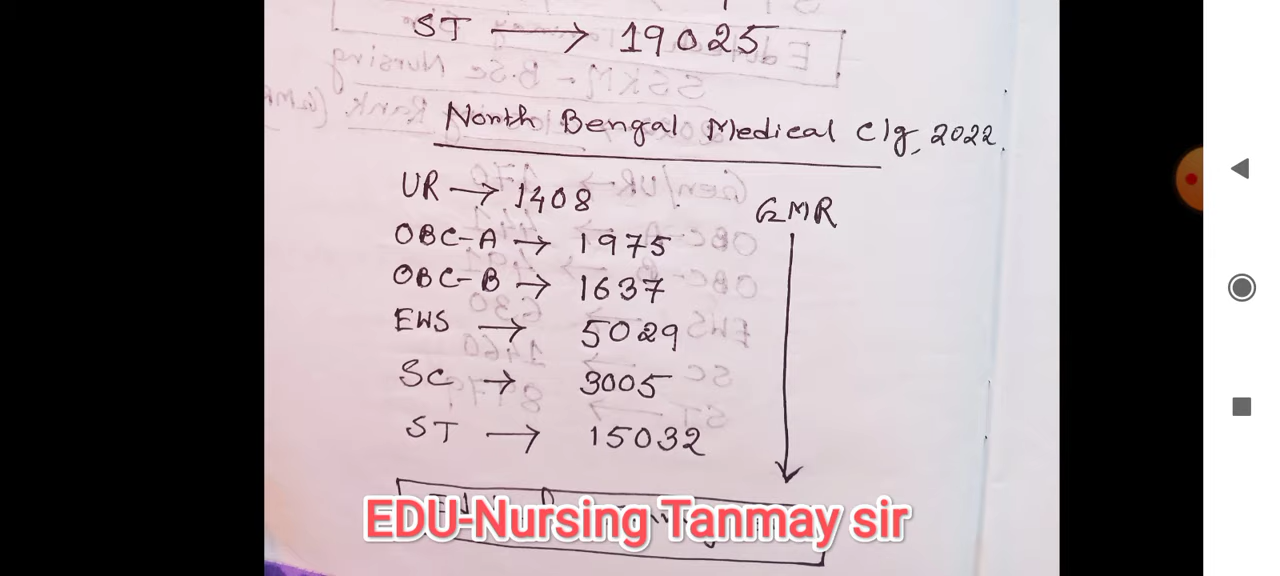 ST → 19025
North Bengal Medical Clg, 2022.
UR → 1408
GMR
OBC-A → 1975
OBC-B → 1637
EWS → 5029
SC → 3005
ST → 15032
EDU-Nursing Tanmay sir